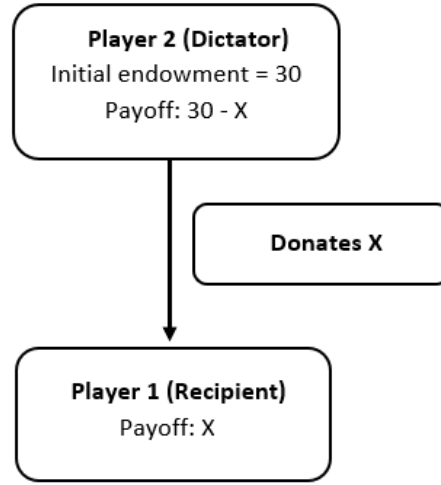 Player 2 (Dictator)
Initial endowment = 30
Payoff: 30 - X
Donates X
Player 1 (Recipient)
Payoff: X